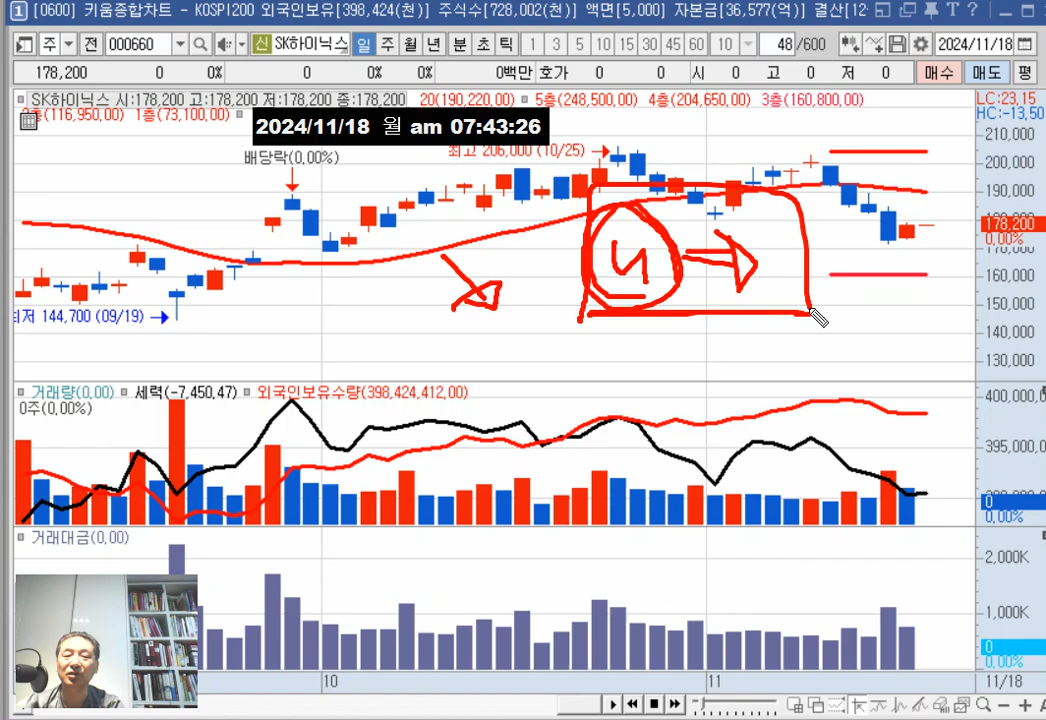 [0600] 키움종합차트 - KOSPI200 외국인보유[398,424(천)] 주식수[728,002(천)] 액면[5,000] 자본금[36,577(억)] 결산[12
주 전 000660 신 SK하이닉스 일 주 월 년 분 초 틱 1 3 5 10 15 30 45 60 10 48 /600 2024/11/18
178,200 0 0% 0 0% 0% 0백만 호가 0 0 시 0 고 0 저 0 매수 매도 평
SK하이닉스 시:178,200 고:178,200 저:178,200 종:178,200 20(190,220,00) 5층(248,500,00) 4층(204,650,00) 3층(160,800,00)
(116,950,00) 1층(73,100,00)
LC:23,15
HC:-13,50
2024/11/18 월 am 07:43:26
배당락(0,00%)
최고 206,000 (10/25)
최저 144,700 (09/19)
210,000
200,000
190,000
180,000
178,200
0,00%
170,000
160,000
150,000
140,000
130,000
4
거래량(0,00) 세력(-7,450,47) 외국인보유수량(398,424,412,00)
0주(0,00%)
400,000,0
395,000,0
0
0,00%
거래대금(0,00)
2,000K
1,000K
0
0,00%
10 11 11/18